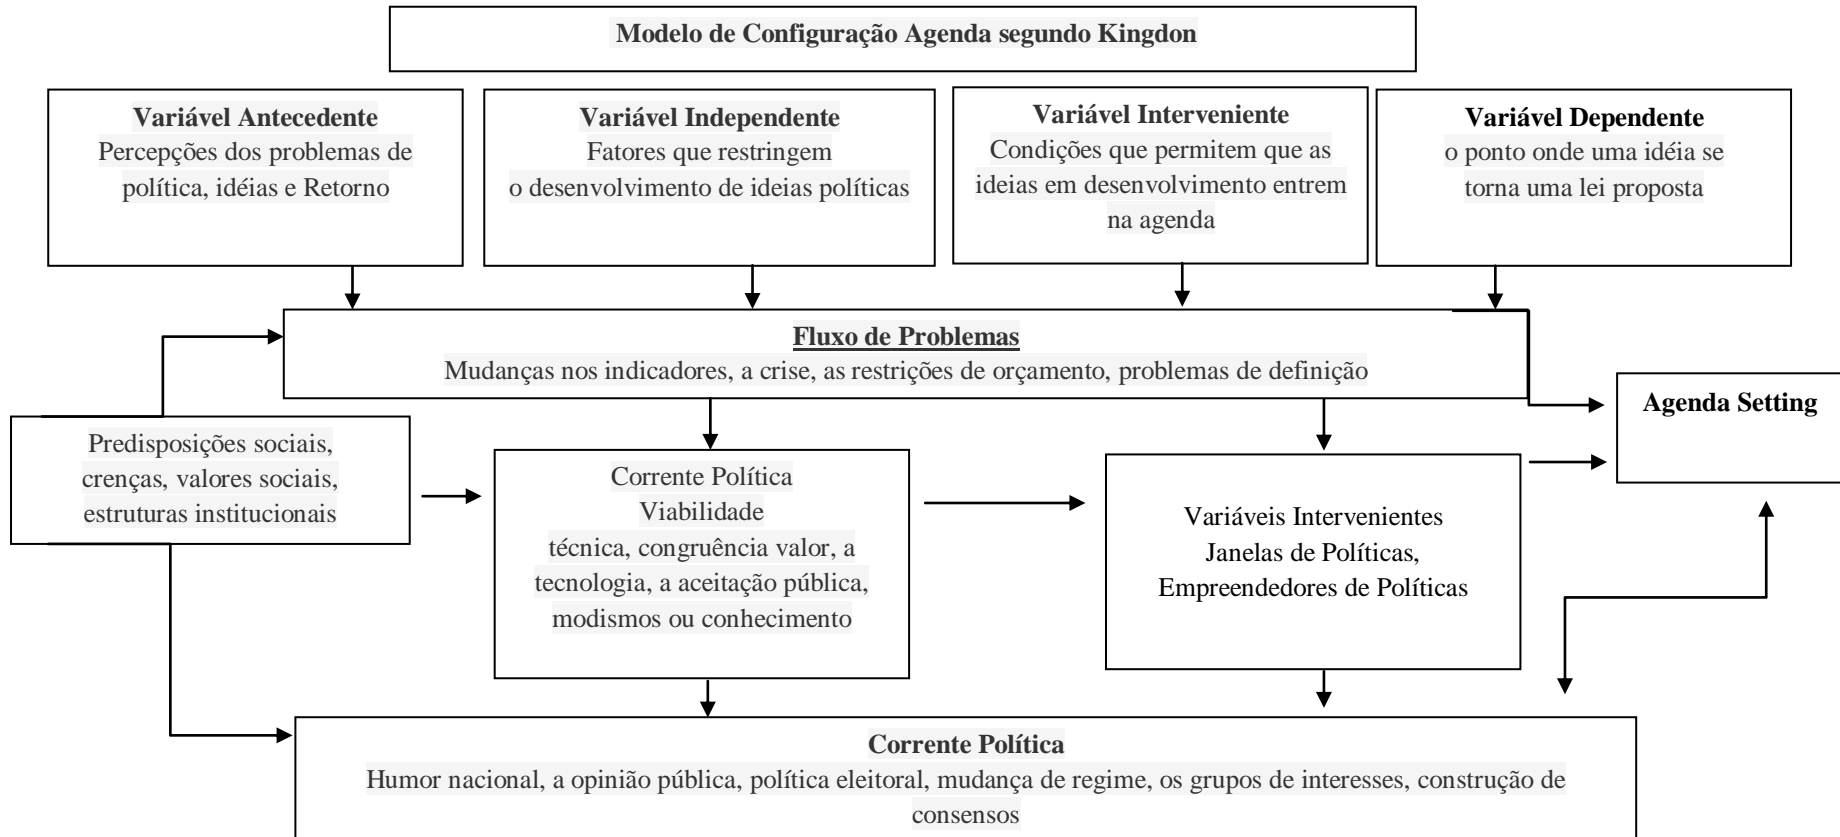 Modelo de Configuração Agenda segundo Kingdon
Variável Antecedente
Percepções dos problemas de
política, idéias e Retorno
Variável Independente
Fatores que restringem
o desenvolvimento de ideias políticas
Variável Interveniente
Condições que permitem que as
ideias em desenvolvimento entrem
na agenda
Variável Dependente
o ponto onde uma idéia se
torna uma lei proposta
Fluxo de Problemas
Mudanças nos indicadores, a crise, as restrições de orçamento, problemas de definição
Agenda Setting
Predisposições sociais,
crenças, valores sociais,
estruturas institucionais
Corrente Política
Viabilidade
técnica, congruência valor, a
tecnologia, a aceitação pública,
modismos ou conhecimento
Variáveis Intervenientes
Janelas de Políticas,
Empreendedores de Políticas
Corrente Política
Humor nacional, a opinião pública, política eleitoral, mudança de regime, os grupos de interesses, construção de
consensos